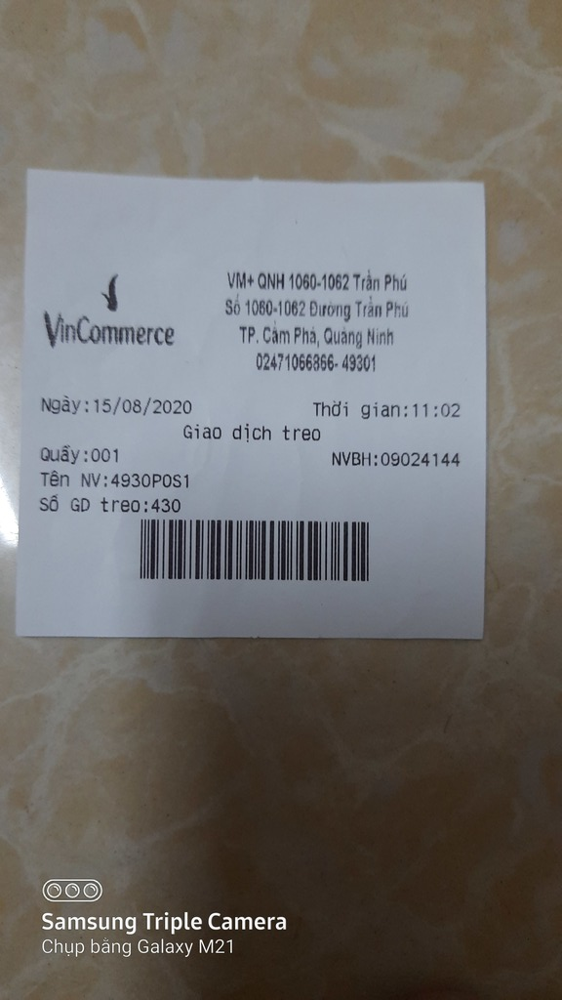 VinCommerce
VM+ QNH 1060-1062 Trần Phú
Số 1060-1062 Đường Trần Phú
TP. Cẩm Phả, Quảng Ninh
02471066866- 49301
Ngày:15/08/2020 Thời gian:11:02
Giao dịch treo
Quầy:001 NVBH:09024144
Tên NV:4930POS1
Số GD treo:430
Samsung Triple Camera
Chụp bằng Galaxy M21